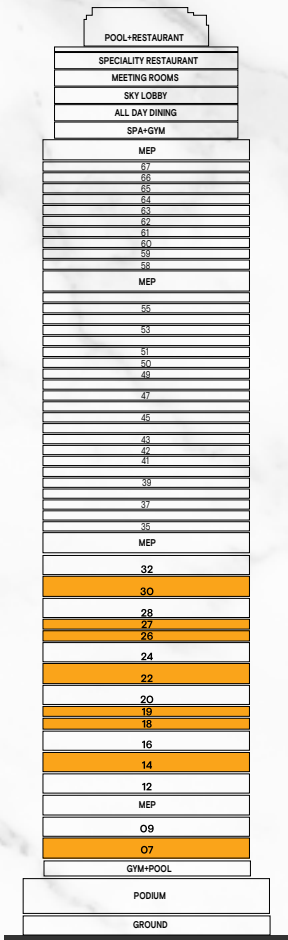 POOL+RESTAURANT
SPECIALITY RESTAURANT
MEETING ROOMS
SKY LOBBY
ALL DAY DINING
SPA+GYM
MEP
67
66
65
64
63
62
61
60
59
58
MEP
55
53
51
50
49
47
45
43
42
41
39
37
35
MEP
32
30
28
27
26
24
22
20
19
18
16
14
12
MEP
09
07
GYM+POOL
PODIUM
GROUND